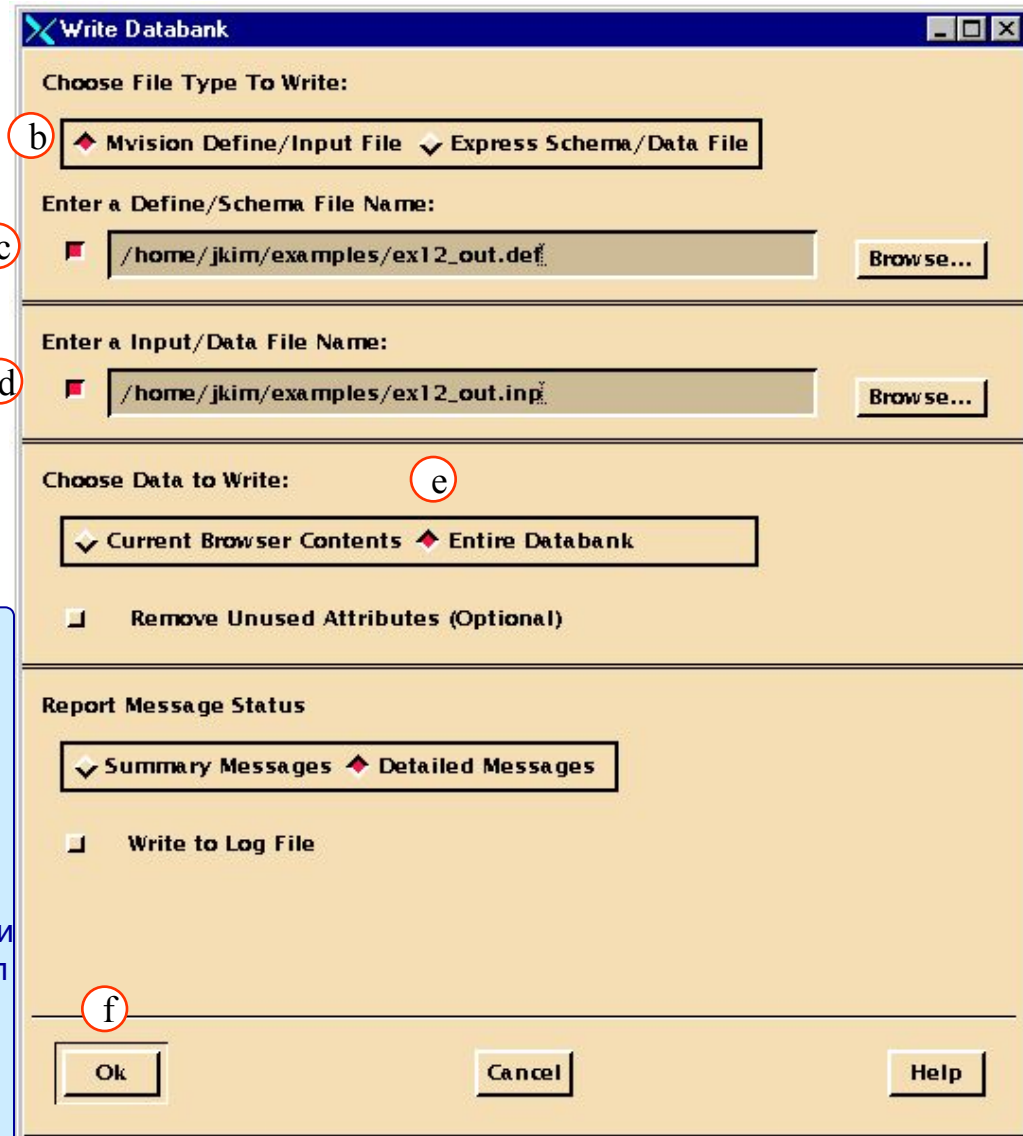 Write Databank
Choose File Type To Write:
b
Mvision Define/Input File Express Schema/Data File
Enter a Define/Schema File Name:
c
/home/jkim/examples/ex12_out.def
Browse...
Enter a Input/Data File Name:
d
/home/jkim/examples/ex12_out.inp
Browse...
Choose Data to Write:
e
Current Browser Contents Entire Databank
Remove Unused Attributes (Optional)
Report Message Status
Summary Messages Detailed Messages
Write to Log File
и
f
Ok Cancel Help